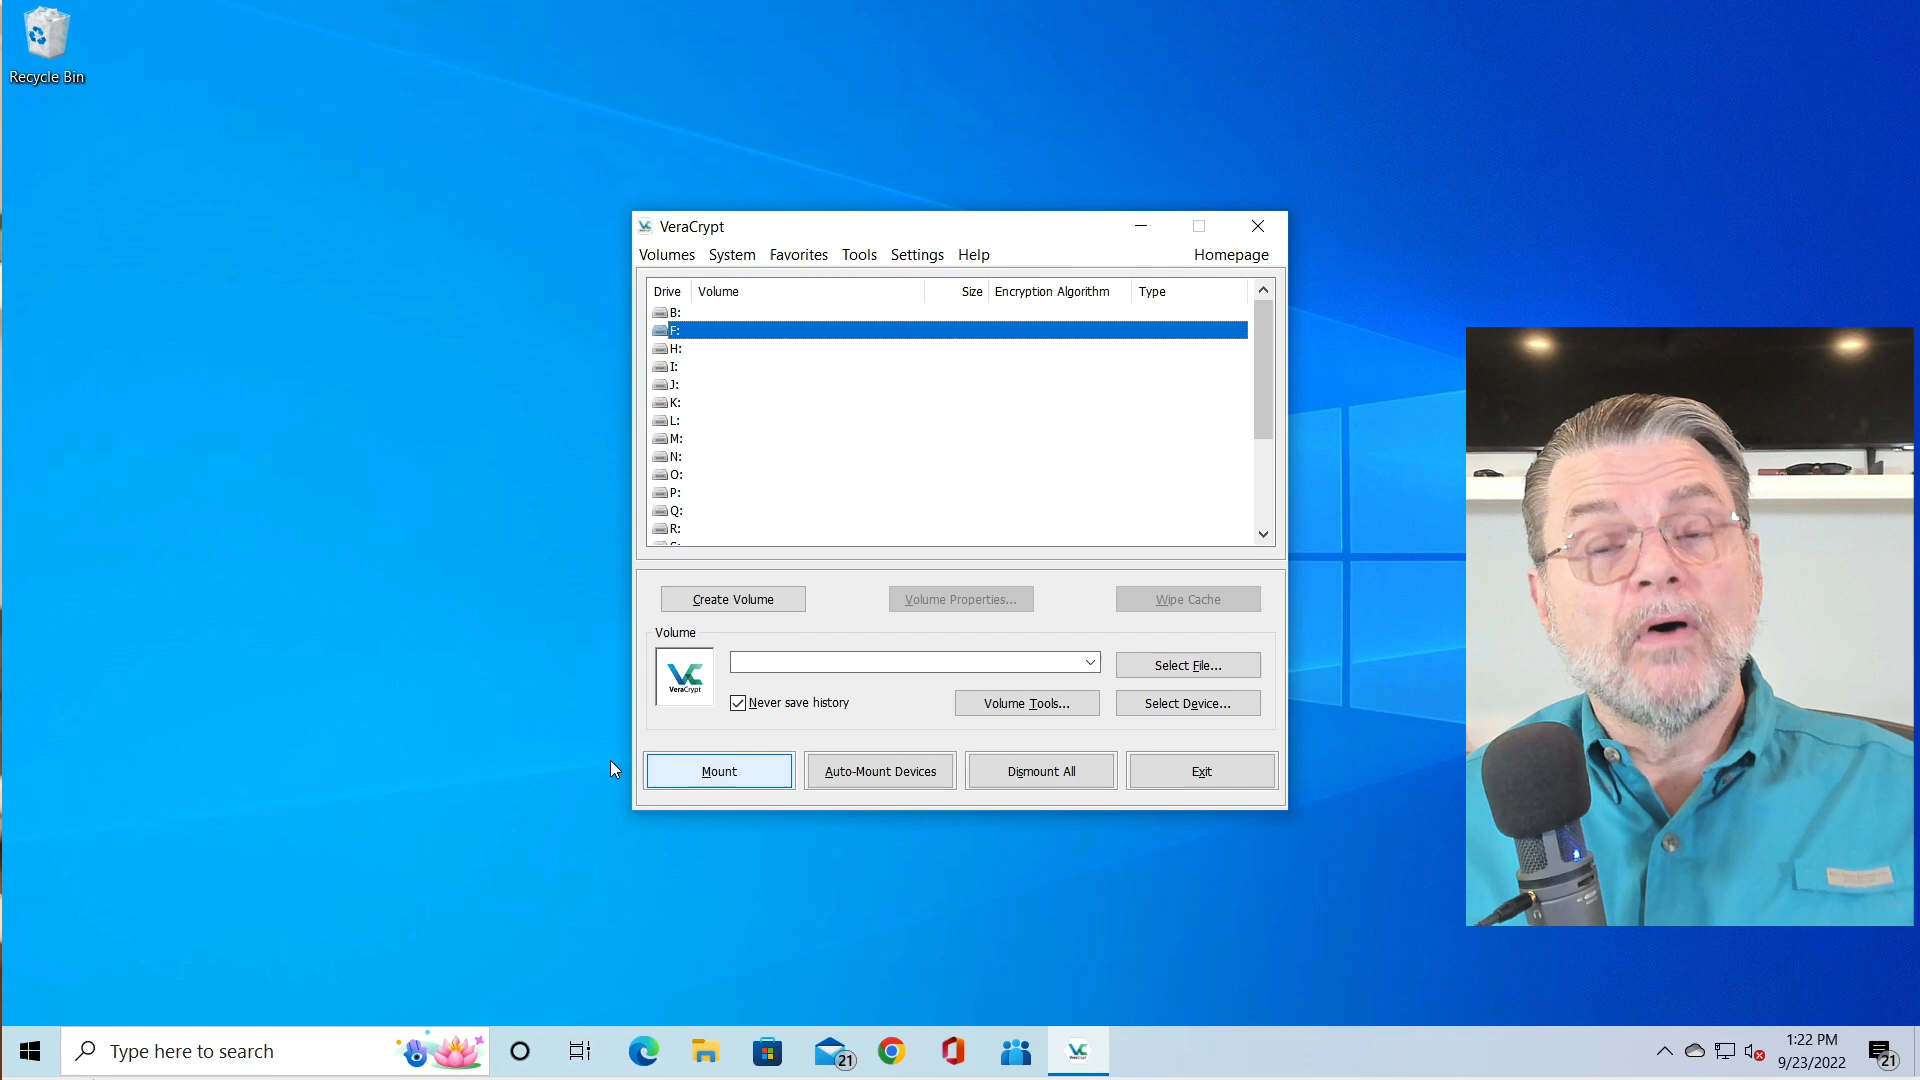 Recycle Bin
VeraCrypt
Volumes System Favorites Tools Settings Help Homepage
Drive Volume Size Encryption Algorithm Type
B:
F:
H:
I:
J:
K:
L:
M:
N:
O:
P:
Q:
R:
Create Volume Volume Properties... Wipe Cache
Volume
VeraCrypt
Select File...
Never save history Volume Tools... Select Device...
Mount Auto-Mount Devices Dismount All Exit
Type here to search
21
1:22 PM
9/23/2022
21